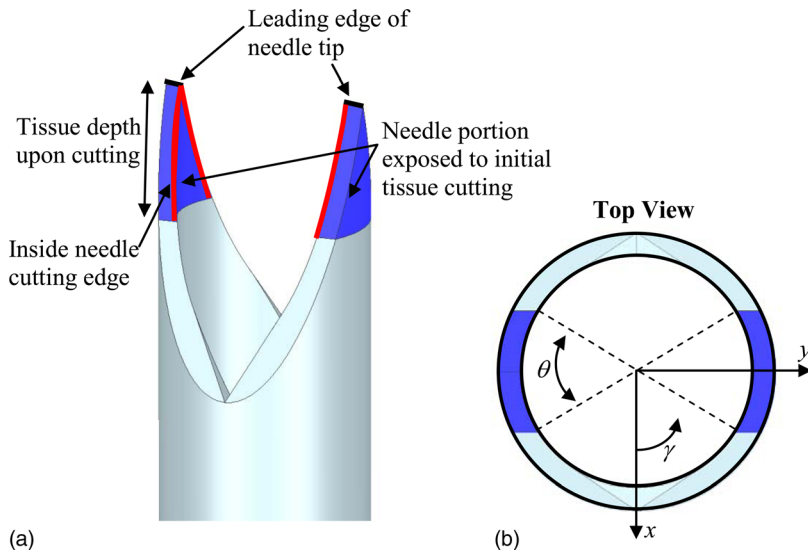 Leading edge of
needle tip
Tissue depth
upon cutting
Needle portion
exposed to initial
tissue cutting
Inside needle
cutting edge
Top View
y
θ
γ
x
(a)
(b)